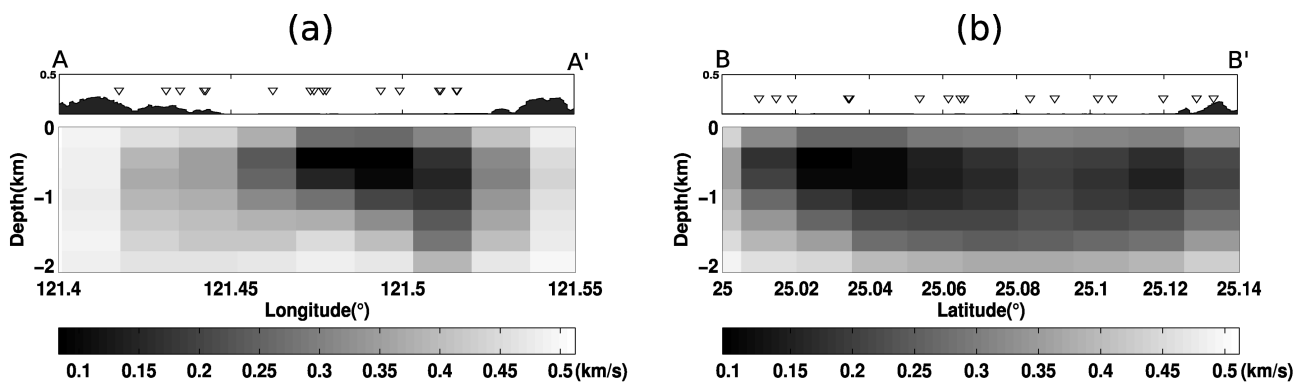 (a) (b)
A A' B B'
0.5 0.5
0 0
Depth(km) -1 Depth(km) -1
-2 -2
121.4 121.45 121.5 121.55 25 25.02 25.04 25.06 25.08 25.1 25.12 25.14
Longitude(°) Latitude(°)
0.1 0.15 0.2 0.25 0.3 0.35 0.4 0.45 0.5 (km/s) 0.1 0.15 0.2 0.25 0.3 0.35 0.4 0.45 0.5 (km/s)